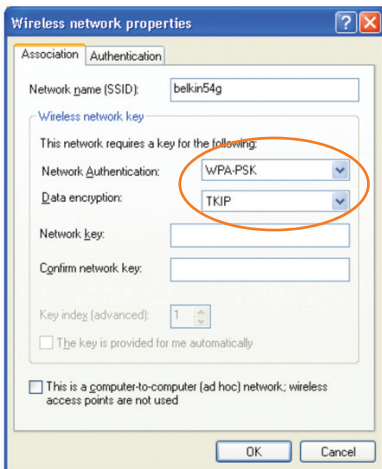 Wireless network properties
Association
Authentication
Network name (SSID):
belkin54g
Wireless network key
This network requires a key for the following:
Network Authentication:
WPA-PSK
Data encryption:
TKIP
Network key:
Confirm network key:
Key index (advanced):
1
The key is provided for me automatically
This is a computer-to-computer (ad hoc) network; wireless
access points are not used
OK
Cancel